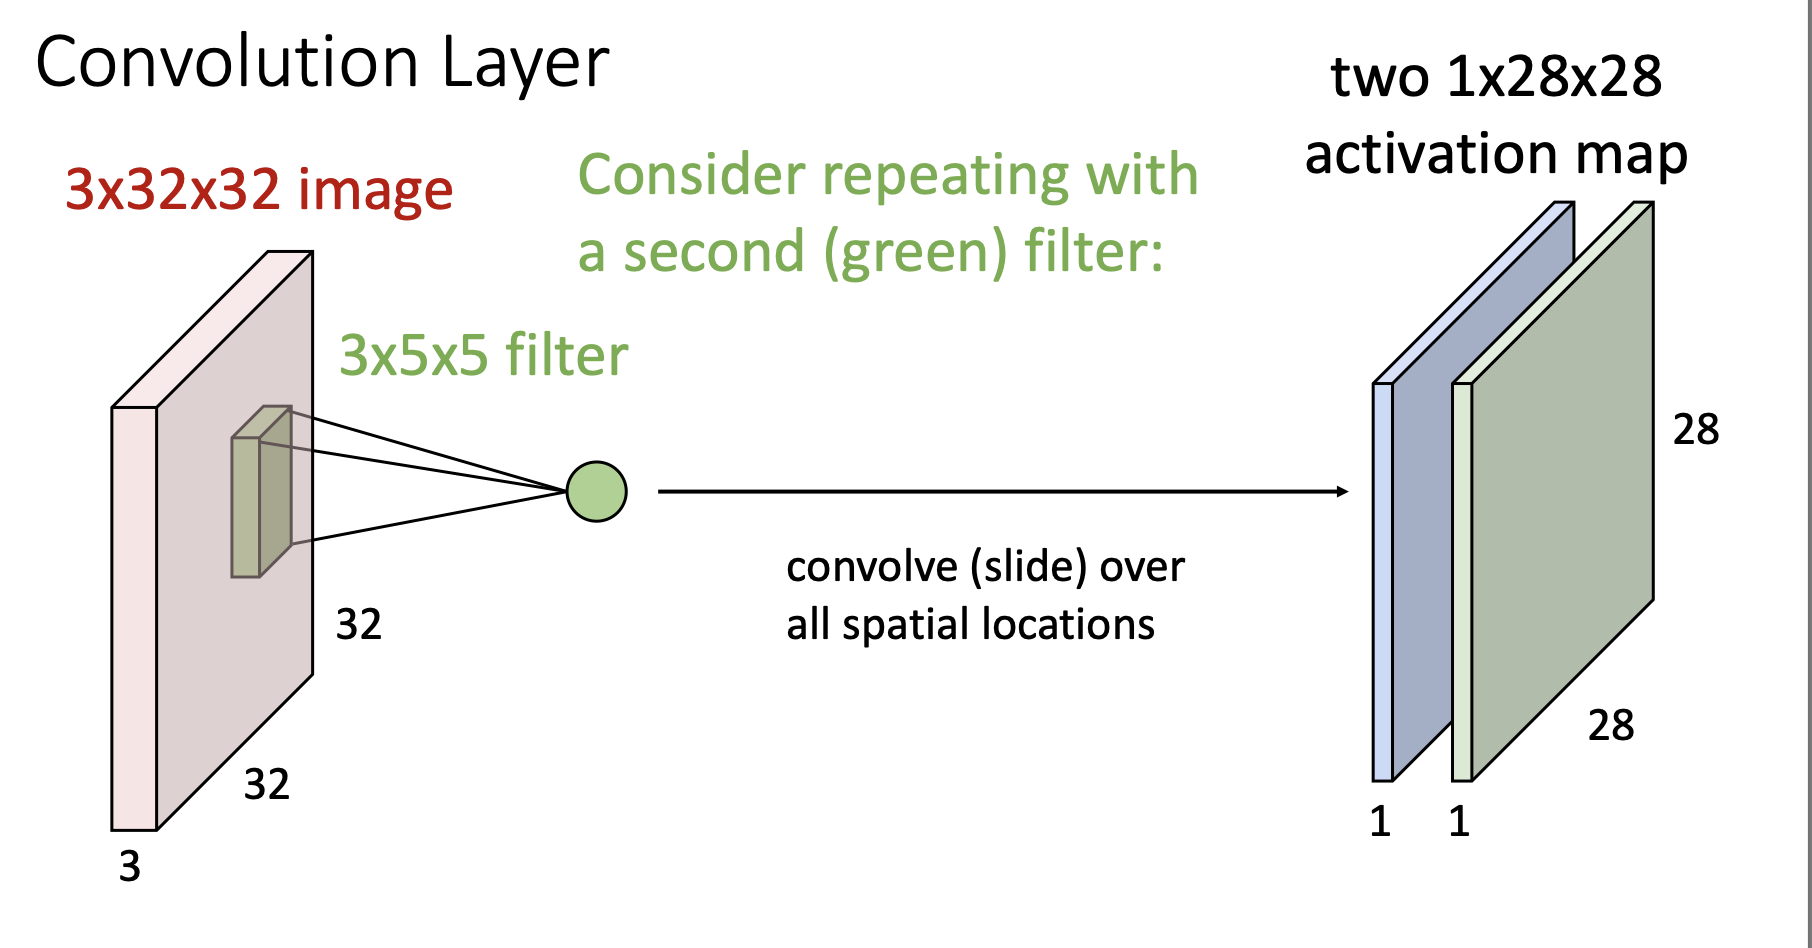 Convolution Layer
3x32x32 image
Consider repeating with
a second (green) filter:
3x5x5 filter
32
32
3
convolve (slide) over
all spatial locations
two 1x28x28
activation map
28
28
1
1